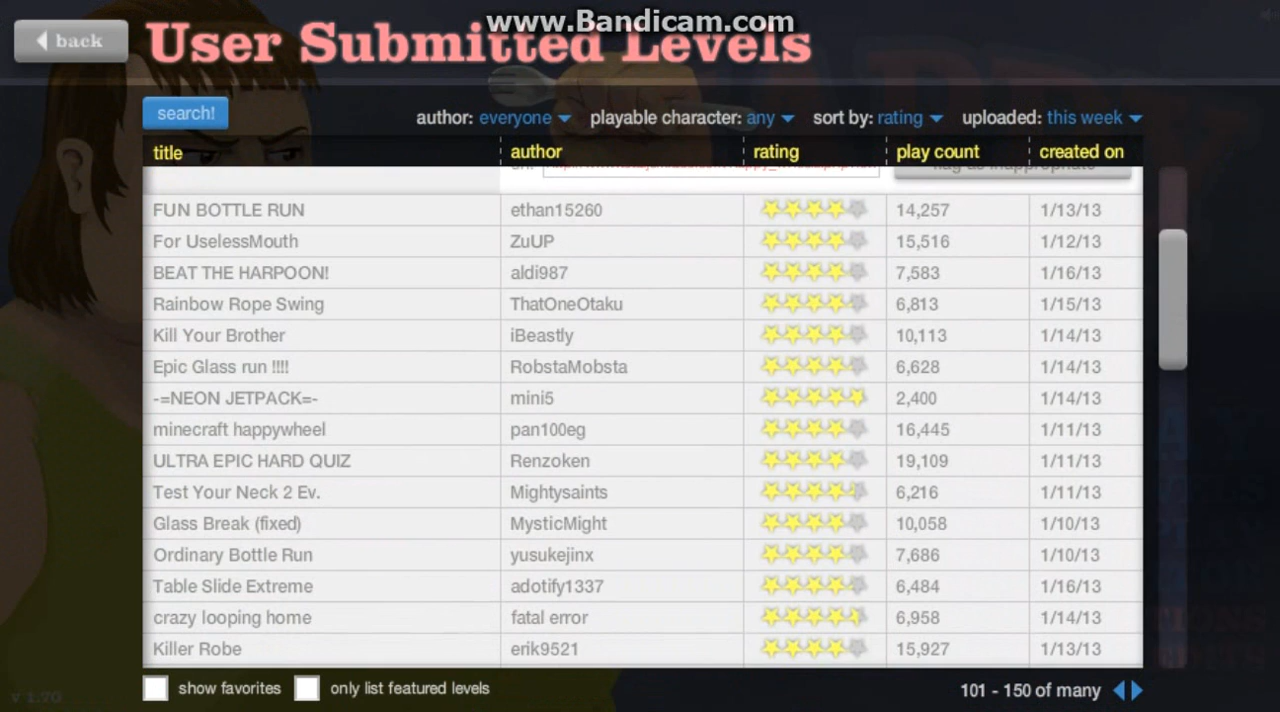 www.Bandicam.com
back
User Submitted Levels
search!
author: everyone playable character: any sort by: rating uploaded: this week
title author rating play count created on
flag as inappropriate
FUN BOTTLE RUN ethan15260 14,257 1/13/13
For UselessMouth ZuUP 15,516 1/12/13
BEAT THE HARPOON! aldi987 7,583 1/16/13
Rainbow Rope Swing ThatOneOtaku 6,813 1/15/13
Kill Your Brother iBeastly 10,113 1/14/13
Epic Glass run !!!! RobstaMobsta 6,628 1/14/13
-=NEON JETPACK=- mini5 2,400 1/14/13
minecraft happywheel pan100eg 16,445 1/11/13
ULTRA EPIC HARD QUIZ Renzoken 19,109 1/11/13
Test Your Neck 2 Ev. Mightysaints 6,216 1/11/13
Glass Break (fixed) MysticMight 10,058 1/10/13
Ordinary Bottle Run yusukejinx 7,686 1/10/13
Table Slide Extreme adotify1337 6,484 1/16/13
crazy looping home fatal error 6,958 1/14/13
Killer Robe erik9521 15,927 1/13/13
show favorites only list featured levels 101 - 150 of many
v 1.70